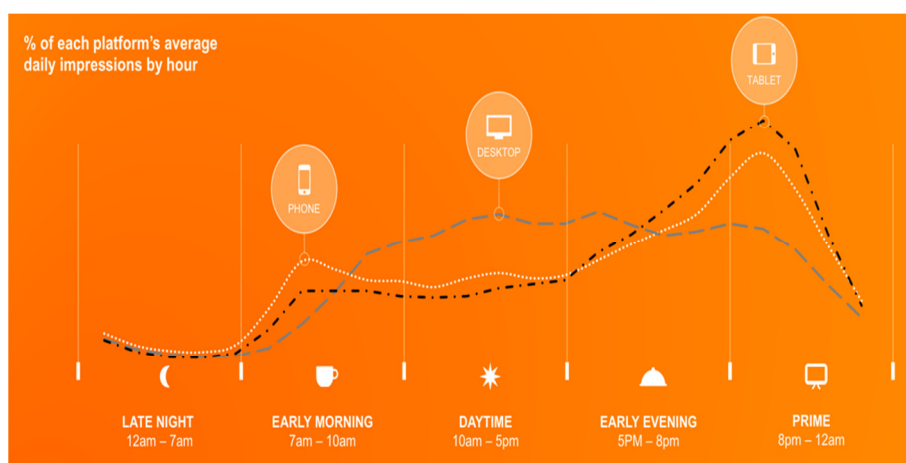 % of each platform's average
daily impressions by hour
TABLET
DESKTOP
PHONE
LATE NIGHT
12am – 7am
EARLY MORNING
7am – 10am
DAYTIME
10am – 5pm
EARLY EVENING
5PM – 8pm
PRIME
8pm – 12am